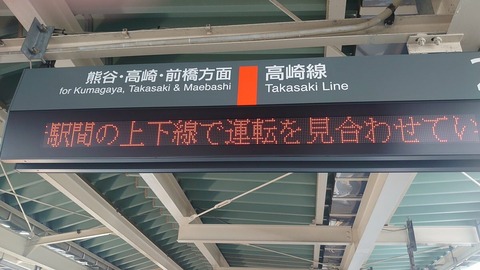 熊谷・高崎・前橋方面 高崎線
for Kumagaya, Takasaki & Maebashi Takasaki Line
駅間の上下線で運転を見合わせてい